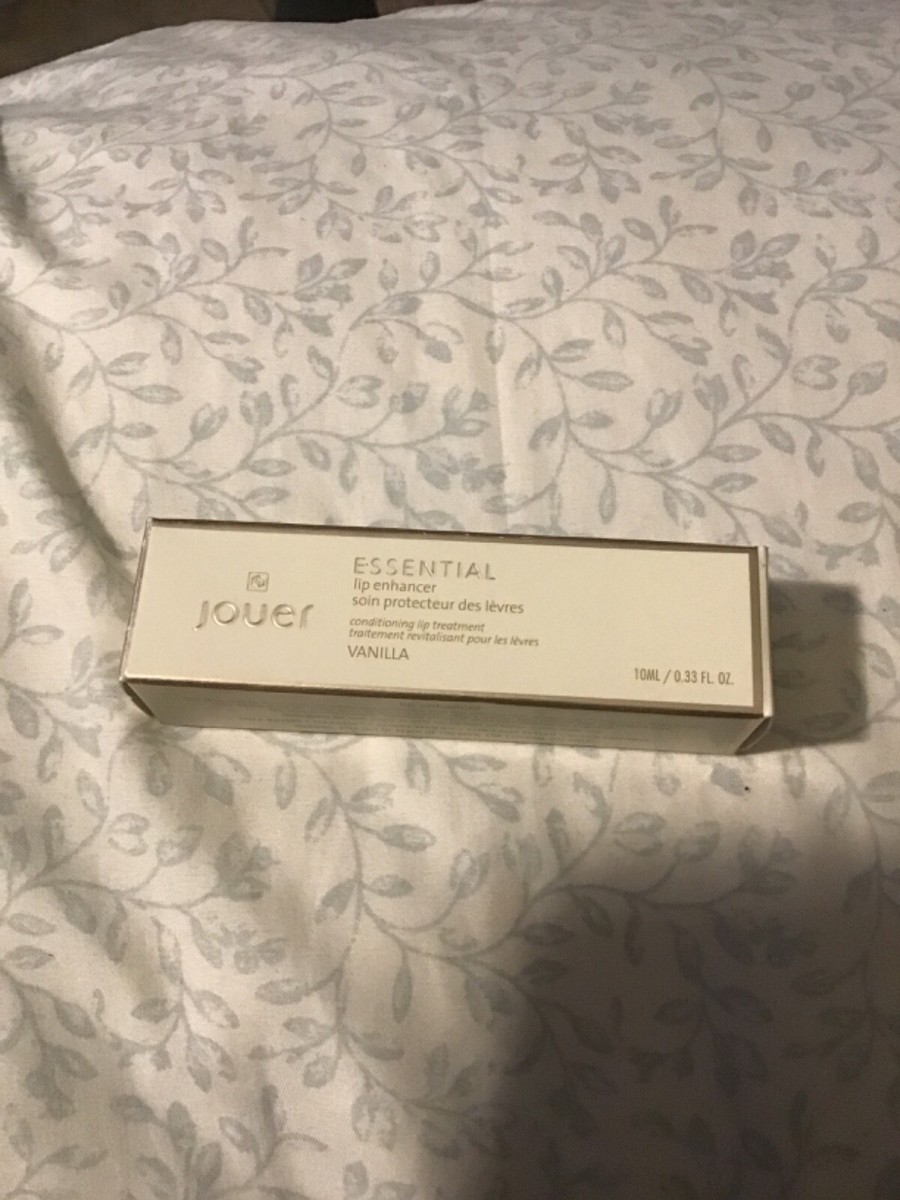 jouer
ESSENTIAL
lip enhancer
soin protecteur des lèvres
conditioning lip treatment
traitement revitalisant pour les lèvres
VANILLA
10ML / 0.33 FL. OZ.